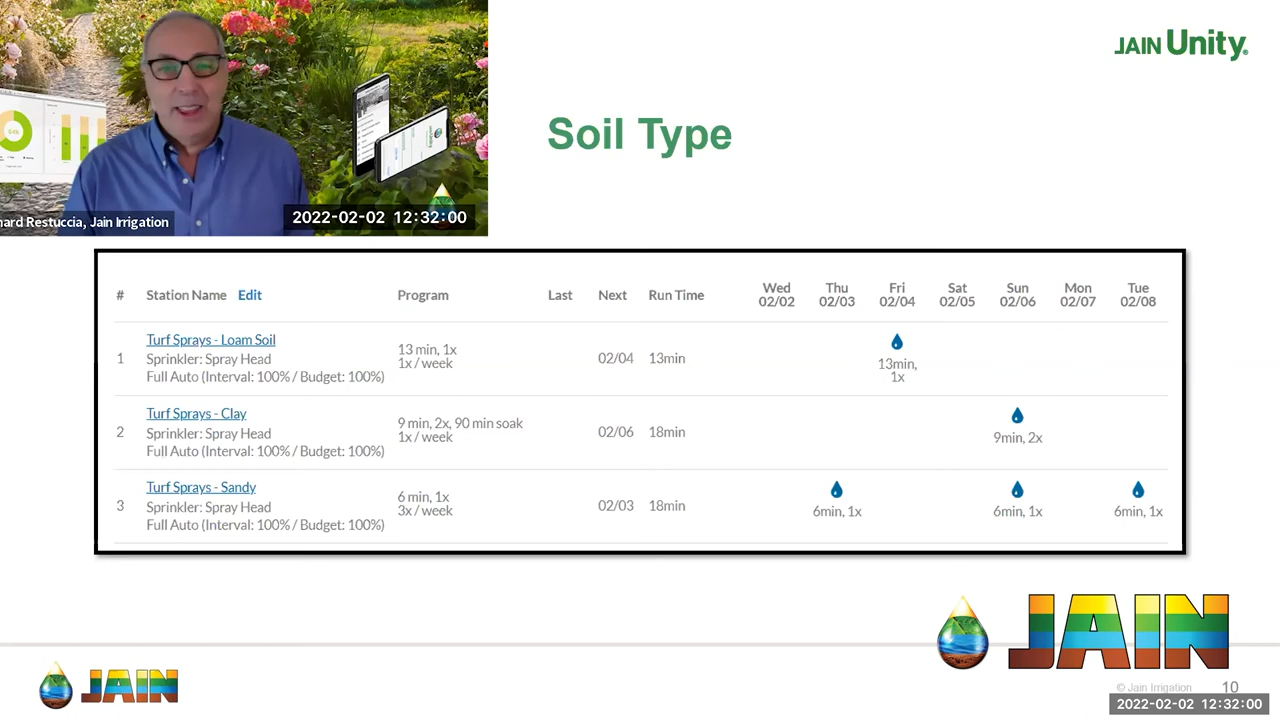 JAIN Unity®
Soil Type
Restuccia, Jain Irrigation
2022-02-02 12:32:00
# Station Name Edit Program Last Next Run Time Wed 02/02 Thu 02/03 Fri 02/04 Sat 02/05 Sun 02/06 Mon 02/07 Tue 02/08
1
Turf Sprays - Loam Soil
Sprinkler: Spray Head
Full Auto (Interval: 100% / Budget: 100%)
13 min, 1x
1x / week
02/04
13min
13min,
1x
2
Turf Sprays - Clay
Sprinkler: Spray Head
Full Auto (Interval: 100% / Budget: 100%)
9 min, 2x, 90 min soak
1x / week
02/06
18min
9min, 2x
3
Turf Sprays - Sandy
Sprinkler: Spray Head
Full Auto (Interval: 100% / Budget: 100%)
6 min, 1x
3x / week
02/03
18min
6min, 1x
6min, 1x
6min, 1x
JAIN
JAIN
© Jain Irrigation
10
2022-02-02 12:32:00